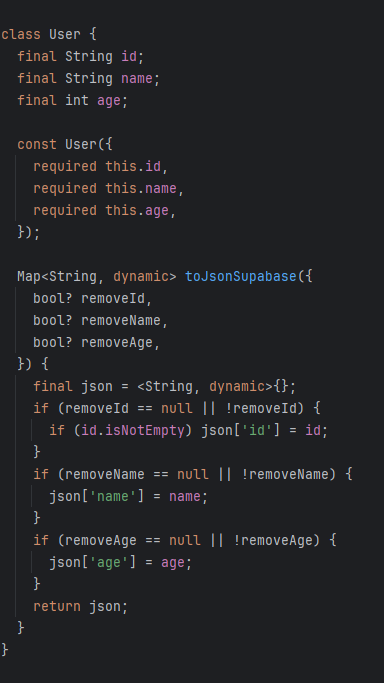 class User {
  final String id;
  final String name;
  final int age;

  const User({
    required this.id,
    required this.name,
    required this.age,
  });

  Map<String, dynamic> toJsonSupabase({
    bool? removeId,
    bool? removeName,
    bool? removeAge,
  }) {
    final json = <String, dynamic>{};
    if (removeId == null || !removeId) {
      if (id.isNotEmpty) json['id'] = id;
    }
    if (removeName == null || !removeName) {
      json['name'] = name;
    }
    if (removeAge == null || !removeAge) {
      json['age'] = age;
    }
    return json;
  }
}